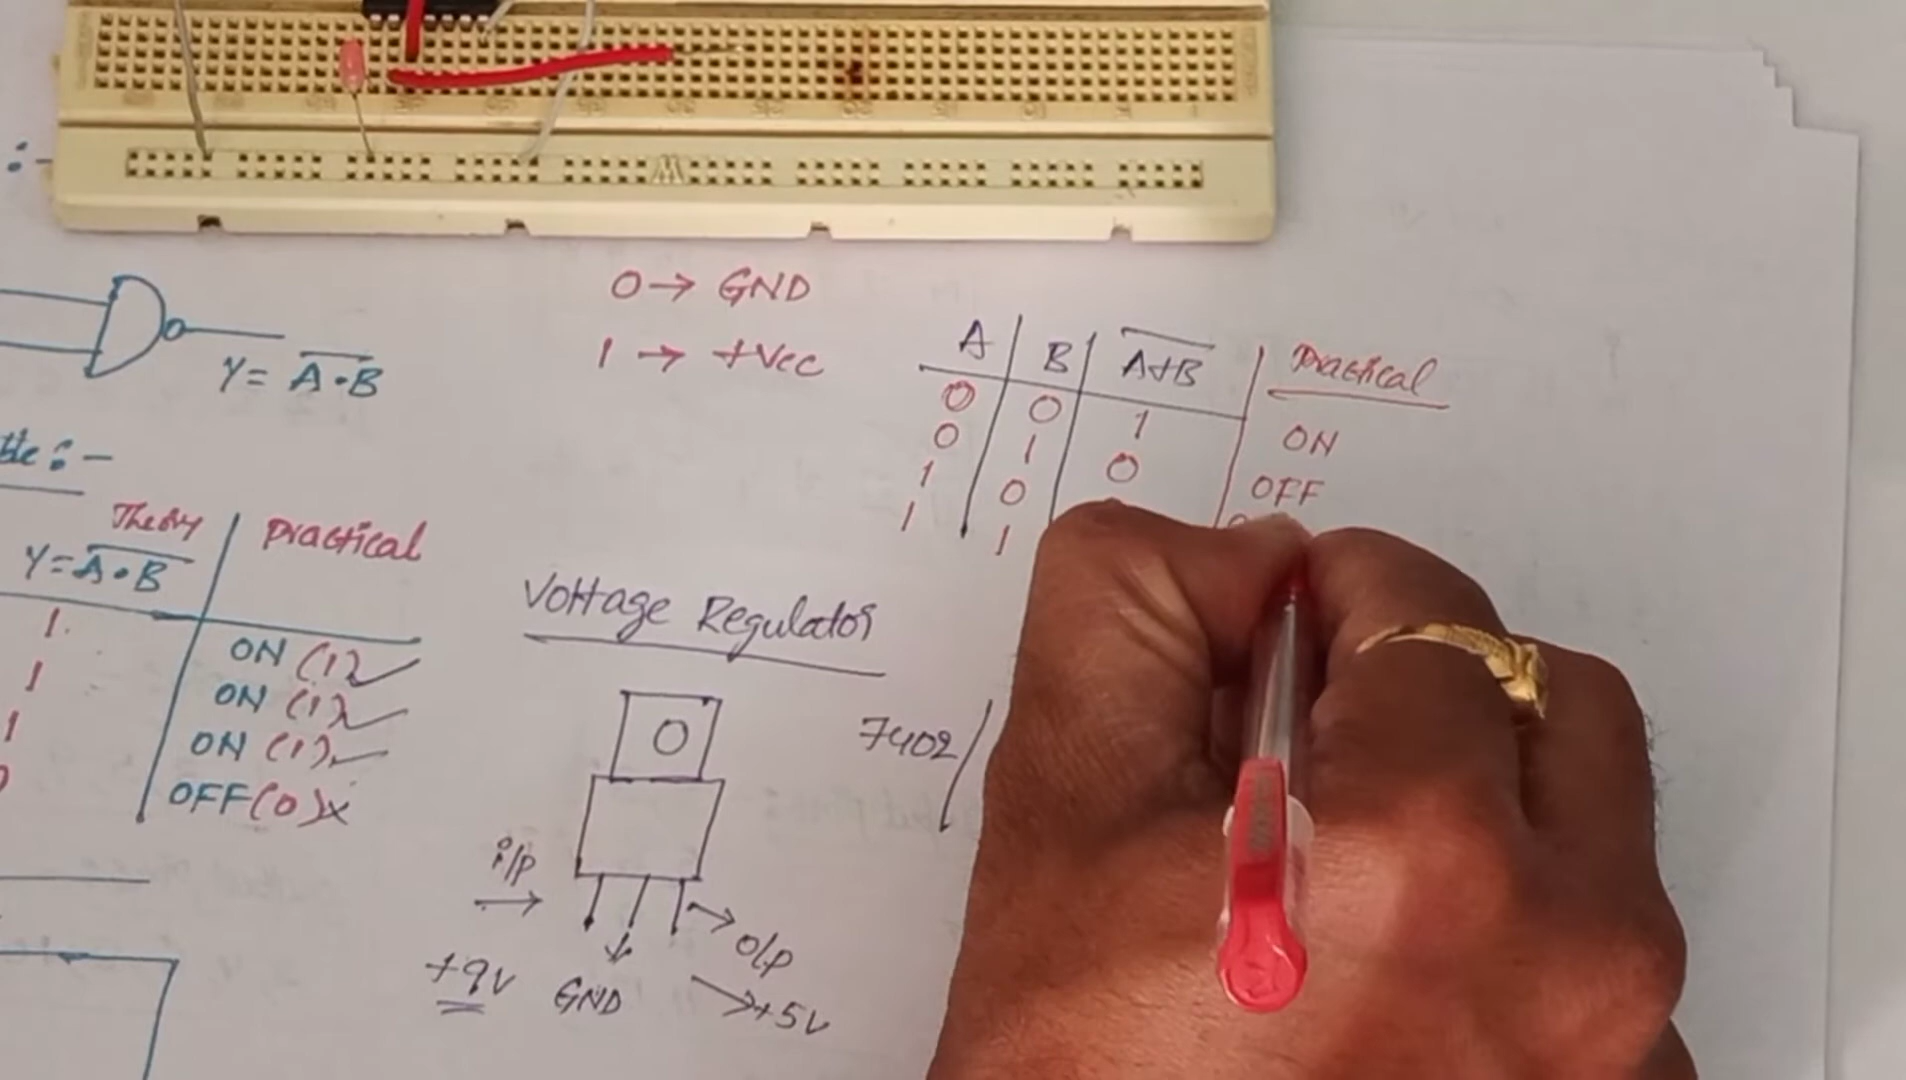 0 → GND
1 → +Vcc
Y = A̅·̅B̅
A B A̅+̅B̅ Practical
0 0 1 ON
0 1 0 OFF
1 0
1 1
Theory Practical
Y = A̅·̅B̅
1 ON (1) ✓
1 ON (1) ✓
1 ON (1) ✓
0 OFF (0) x
Voltage Regulator
7402
i/p
→
+9V
GND
→ O/P
→ +5V